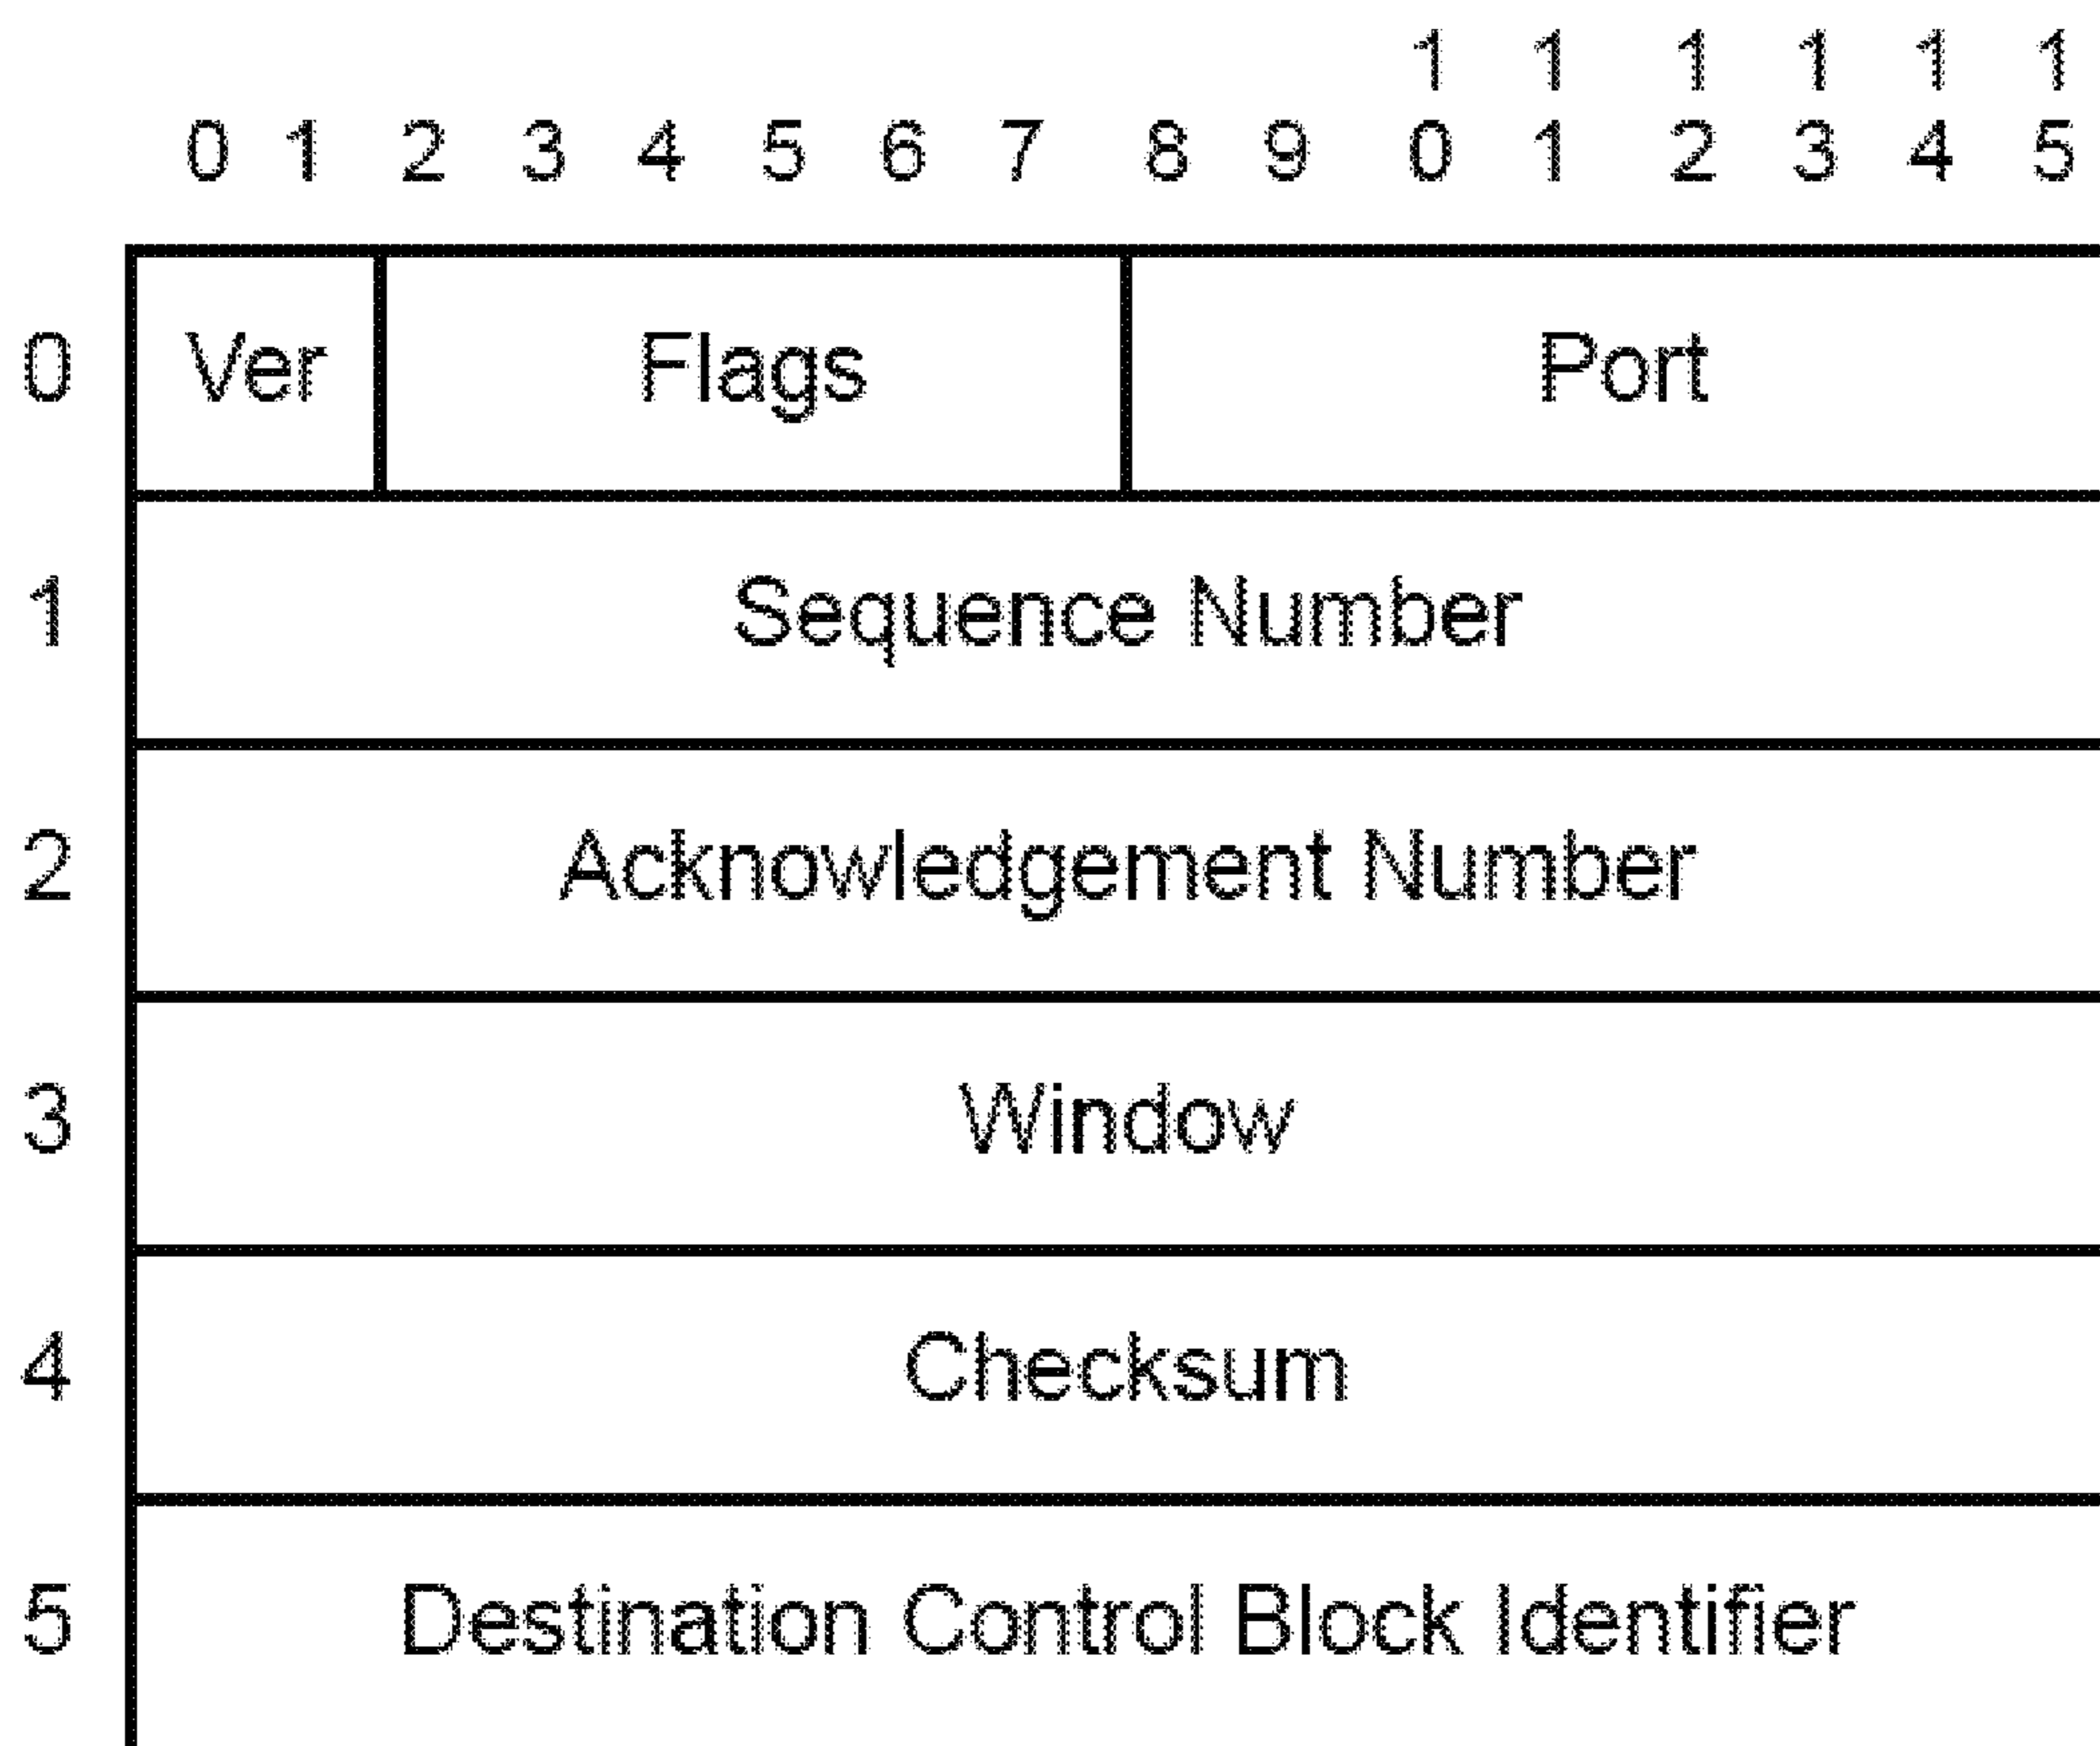 1 1 1 1 1 1
0 1 2 3 4 5 6 7 8 9 0 1 2 3 4 5
0 Ver Flags Port
1 Sequence Number
2 Acknowledgement Number
3 Window
4 Checksum
5 Destination Control Block Identifier